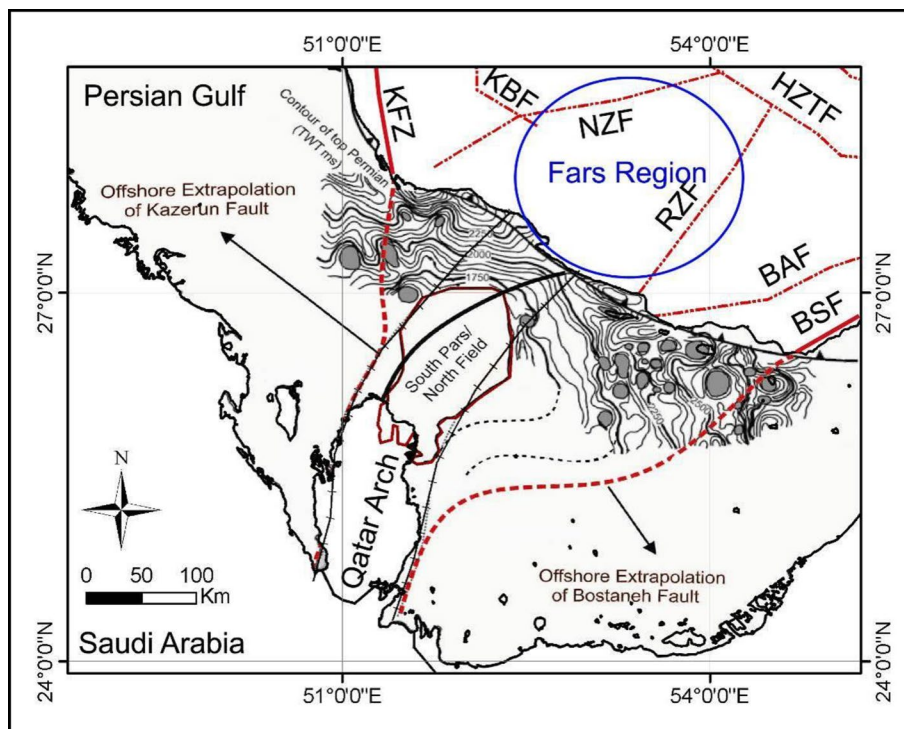 51°0'0"E
54°0'0"E
Persian Gulf
KFZ
KBF
NZF
HZTF
Contour of top Permian
(TWT ms)
Fars Region
RZF
Offshore Extrapolation
of Kazerun Fault
2250
2000
1750
27°0'0"N
27°0'0"N
BAF
BSF
South Pars/
North Field
2250
2500
N
Qatar Arch
0 50 100
Km
Offshore Extrapolation
of Bostaneh Fault
Saudi Arabia
24°0'0"N
24°0'0"N
51°0'0"E
54°0'0"E